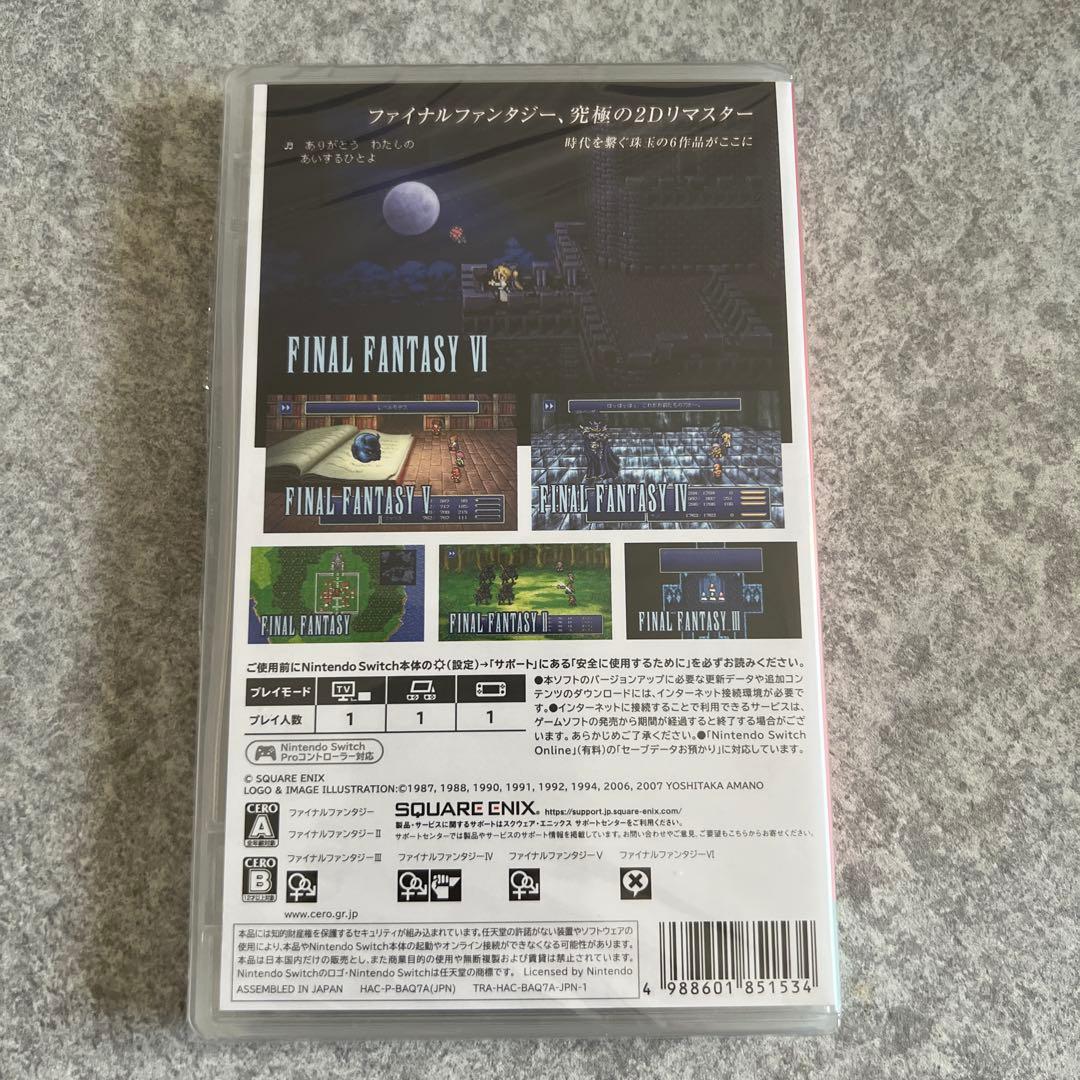 ファイナルファンタジー、究極の2Dリマスター
時代を繋ぐ珠玉の6作品がここに
♬ ありがとう わたしの
あいするひとよ
FINAL FANTASY VI
レベル5デス
FINAL FANTASY V
FINAL FANTASY IV
FINAL FANTASY
FINAL FANTASY II
FINAL FANTASY III
ご使用前にNintendo Switch本体の(設定)→「サポート」にある「安全に使用するために」を必ずお読みください。
プレイモード TV
プレイ人数 1 1 1
●本ソフトのバージョンアップに必要な更新データや追加コン
テンツのダウンロードには、インターネット接続環境が必要で
す。●インターネットに接続することで利用できるサービスは、
ゲームソフトの発売から期間が経過すると終了する場合がござ
います。あらかじめご了承ください。●「Nintendo Switch
Online」(有料)の「セーブデータお預かり」に対応しています。
Nintendo Switch
Proコントローラー対応
© SQUARE ENIX
LOGO & IMAGE ILLUSTRATION:©1987, 1988, 1990, 1991, 1992, 1994, 2006, 2007 YOSHITAKA AMANO
CERO
A
全年齢対象
ファイナルファンタジー
ファイナルファンタジーⅡ
SQUARE ENIX. https://support.jp.square-enix.com/
製品・サービスに関するサポートはスクウェア・エニックス サポートセンターをご利用ください。
サポートセンターでは製品やサービスのサポート情報を掲載しています。お問い合わせやご意見、ご要望もこちらからお寄せください。
CERO
B
12才以上対象
ファイナルファンタジーⅢ
ファイナルファンタジーⅣ
ファイナルファンタジーⅤ
ファイナルファンタジーⅥ
www.cero.gr.jp
本品には知的財産権を保護するセキュリティが組み込まれています。任天堂の許諾がない装置やソフトウェアの
使用により、本品やNintendo Switch本体の起動やオンライン接続ができなくなる可能性があります。
本品は日本国内だけの販売とし、また商業目的の使用や無断複製および賃貸は禁止されています。
Nintendo Switchのロゴ・Nintendo Switchは任天堂の商標です。 Licensed by Nintendo
ASSEMBLED IN JAPAN HAC-P-BAQ7A(JPN) TRA-HAC-BAQ7A-JPN-1
4 988601 851534